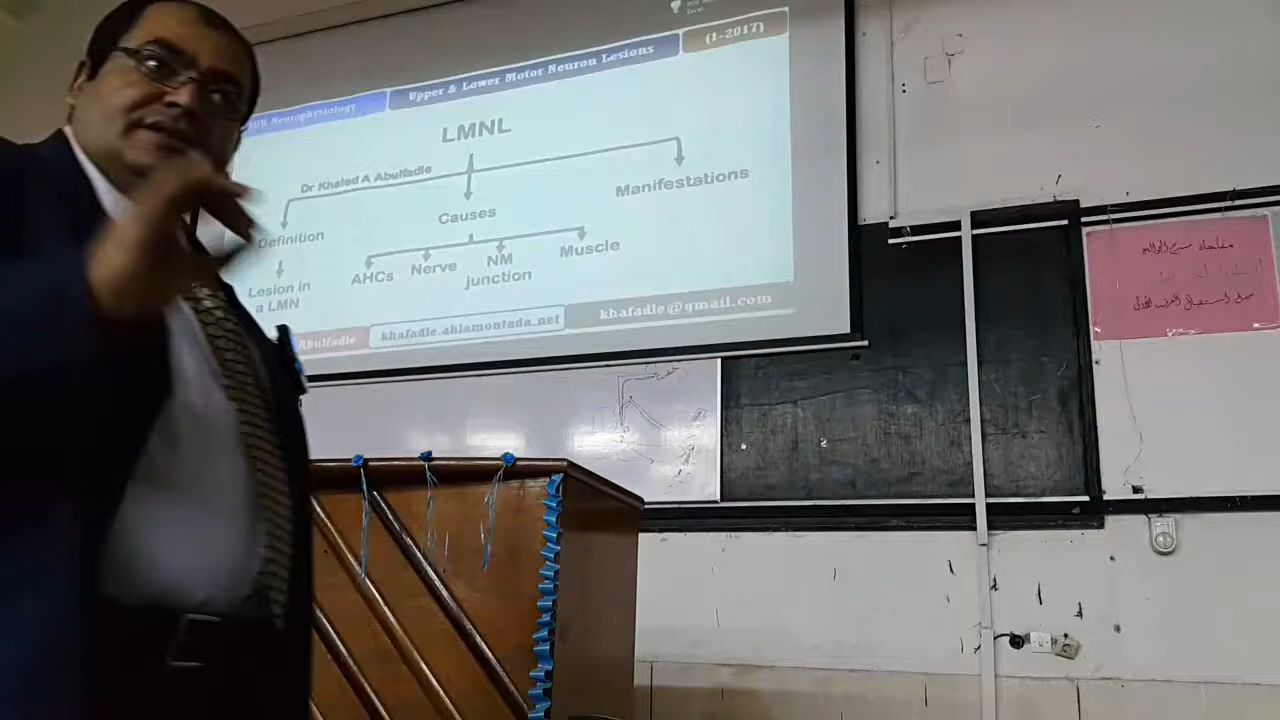 Neurophysiology
Upper & Lower Motor Neuron Lesions
(1-2017)
LMNL
Dr Khaled A Abulfadle
Definition
Causes
Manifestations
Lesion in
a LMN
AHCs
Nerve
NM
junction
Muscle
Abulfadle
khafadle.ahlamontada.net
khafadle@gmail.com